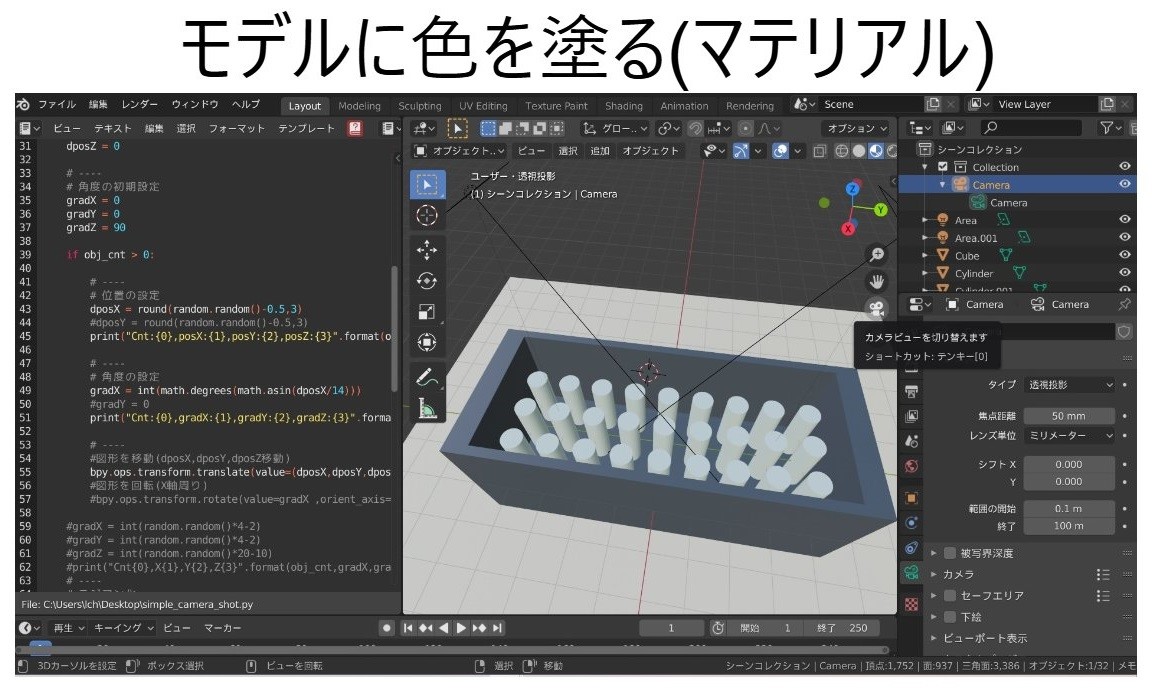 モデルに色を塗る(マテリアル)
ファイル 編集 レンダー ウィンドウ ヘルプ Layout Modeling Sculpting UV Editing Texture Paint Shading Animation Rendering Scene View Layer
ビュー テキスト 編集 選択 フォーマット テンプレート グロー.. オプション
オブジェクト.. ビュー 選択 追加 オブジェクト
31 dposZ = 0
32
33 # ----
34 # 角度の初期設定
35 gradX = 0
36 gradY = 0
37 gradZ = 90
38
39 if obj_cnt > 0:
40
41 # ----
42 # 位置の設定
43 dposX = round(random.random()-0.5,3)
44 #dposY = round(random.random()-0.5,3)
45 print("Cnt:{0},posX:{1},posY:{2},posZ:{3}".format(o
46
47 # ----
48 # 角度の設定
49 gradX = int(math.degrees(math.asin(dposX/14)))
50 #gradY = 0
51 print("Cnt:{0},gradX:{1},gradY:{2},gradZ:{3}".forma
52
53 # ----
54 #図形を移動(dposX,dposY,dposZ移動)
55 bpy.ops.transform.translate(value=(dposX,dposY,dpos
56 #図形を回転(X軸周り)
57 #bpy.ops.transform.rotate(value=gradX ,orient_axis=
58
59 #gradX = int(random.random()*4-2)
60 #gradY = int(random.random()*4-2)
61 #gradZ = int(random.random()*20-10)
62 #print("Cnt:{0},X{1},Y{2},Z{3}".format(obj_cnt,gradX,gra
63 # ----
File: C:\Users\lch\Desktop\simple_camera_shot.py
ユーザー・透視投影
(1) シーンコレクション | Camera
Z
Y
X
カメラビューを切り替えます
ショートカット: テンキー[0]
シーンコレクション
Collection
Camera
Camera
Area
Area.001
Cube
Cylinder
Cylinder.001
Camera Camera
タイプ 透視投影
焦点距離 50 mm
レンズ単位 ミリメーター
シフト X 0.000
Y 0.000
範囲の開始 0.1 m
終了 100 m
被写界深度
カメラ
セーフエリア
下絵
ビューポート表示
再生 キーイング ビュー マーカー 1 開始 1 終了 250
3Dカーソルを設定 ボックス選択 ビューを回転 選択 移動 シーンコレクション | Camera | 頂点:1,752 | 面:937 | 三角面:3,386 | オブジェクト:1/32 | メモ